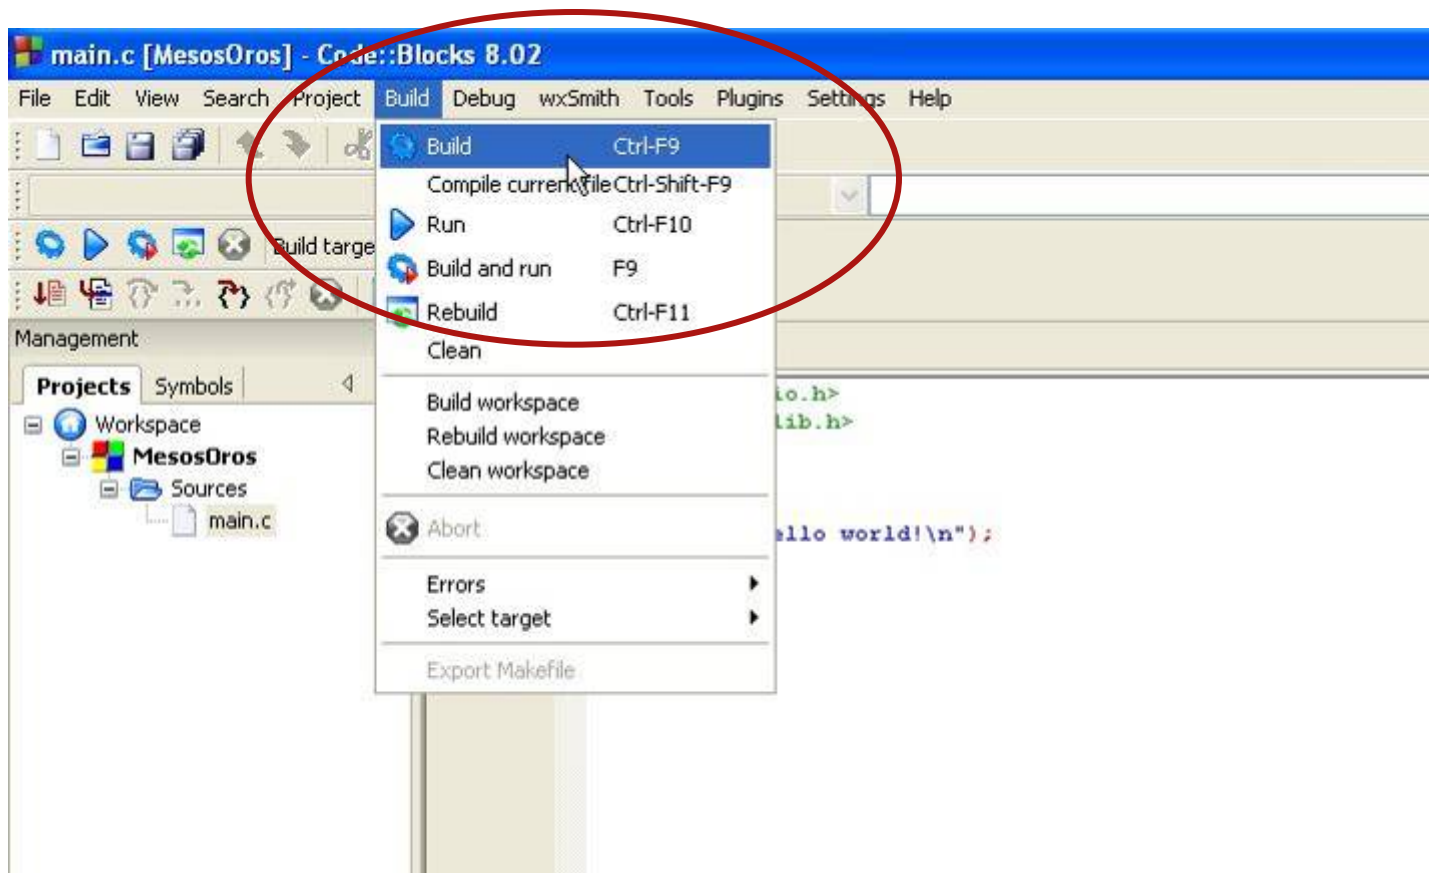 main.c [MesosOros] - Code::Blocks 8.02
File Edit View Search Project Build Debug wxSmith Tools Plugins Settings Help
Build Ctrl-F9
Compile current file Ctrl-Shift-F9
Run Ctrl-F10
Build targe
Build and run F9
Rebuild Ctrl-F11
Management
Clean
Projects Symbols
Build workspace
io.h>
Workspace
lib.h>
Rebuild workspace
MesosOros
Clean workspace
Sources
main.c
Abort
ello world!\n");
Errors
Select target
Export Makefile